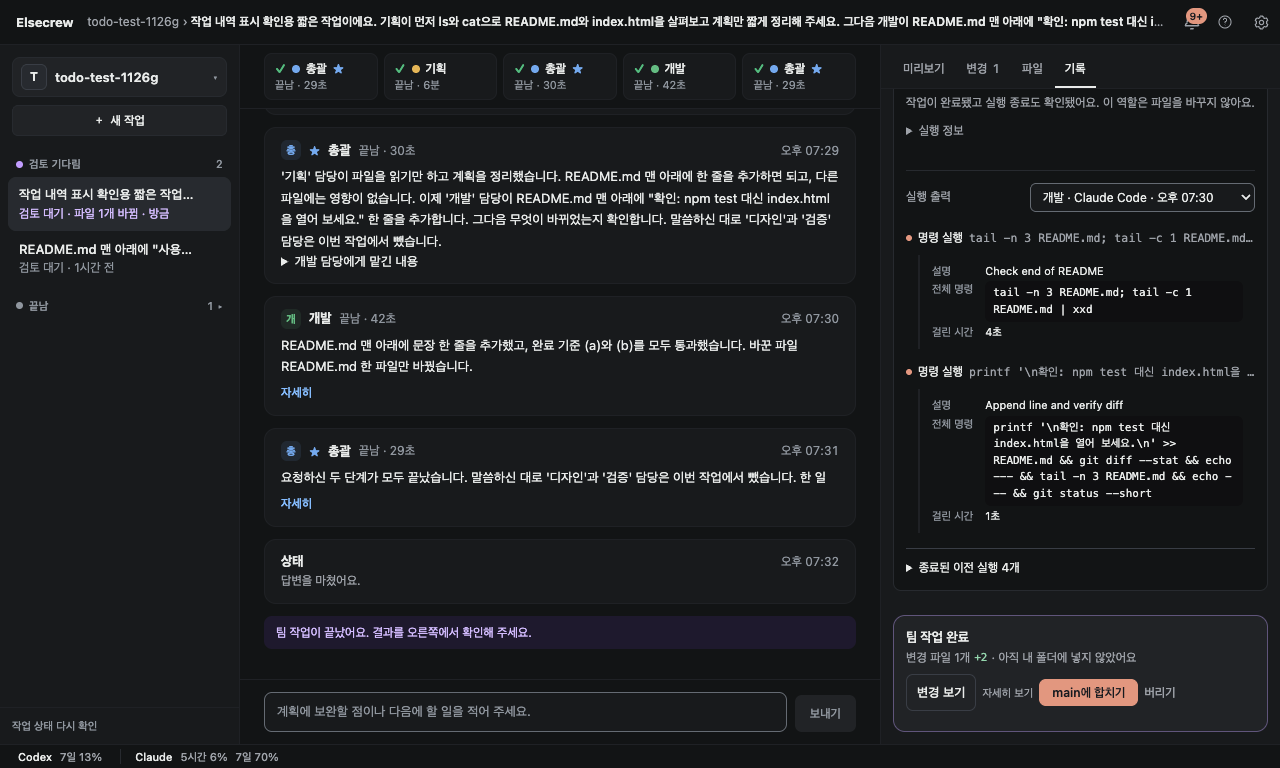 Elsecrew
todo-test-1126g › 작업 내역 표시 확인용 짧은 작업이에요. 기획이 먼저 ls와 cat으로 README.md와 index.html을 살펴보고 계획만 짧게 정리해 주세요. 그다음 개발이 README.md 맨 아래에 "확인: npm test 대신 i...
9+
T todo-test-1126g
+ 새 작업
검토 기다림 2
작업 내역 표시 확인용 짧은 작업...
검토 대기 · 파일 1개 바뀜 · 방금
README.md 맨 아래에 "사용...
검토 대기 · 1시간 전
끝남 1
작업 상태 다시 확인
총괄
끝남 · 29초
기획
끝남 · 6분
총괄
끝남 · 30초
개발
끝남 · 42초
총괄
끝남 · 29초
총 총괄 끝남 · 30초 오후 07:29
'기획' 담당이 파일을 읽기만 하고 계획을 정리했습니다. README.md 맨 아래에 한 줄을 추가하면 되고, 다른
파일에는 영향이 없습니다. 이제 '개발' 담당이 README.md 맨 아래에 "확인: npm test 대신 index.html
을 열어 보세요." 한 줄을 추가합니다. 그다음 무엇이 바뀌었는지 확인합니다. 말씀하신 대로 '디자인'과 '검증'
담당은 이번 작업에서 뺐습니다.
개발 담당에게 맡긴 내용
개 개발 끝남 · 42초 오후 07:30
README.md 맨 아래에 문장 한 줄을 추가했고, 완료 기준 (a)와 (b)를 모두 통과했습니다. 바꾼 파일
README.md 한 파일만 바꿨습니다.
자세히
총 총괄 끝남 · 29초 오후 07:31
요청하신 두 단계가 모두 끝났습니다. 말씀하신 대로 '디자인'과 '검증' 담당은 이번 작업에서 뺐습니다. 한 일
자세히
상태 오후 07:32
답변을 마쳤어요.
팀 작업이 끝났어요. 결과를 오른쪽에서 확인해 주세요.
계획에 보완할 점이나 다음에 할 일을 적어 주세요.
보내기
미리보기 변경 1 파일 기록
작업이 완료됐고 실행 종료도 확인됐어요. 이 역할은 파일을 바꾸지 않아요.
실행 정보
실행 출력 개발 · Claude Code · 오후 07:30
명령 실행 tail -n 3 README.md; tail -c 1 README.md...
설명 Check end of README
전체 명령 tail -n 3 README.md; tail -c 1
README.md | xxd
걸린 시간 4초
명령 실행 printf '\n확인: npm test 대신 index.html을 ...
설명 Append line and verify diff
전체 명령 printf '\n확인: npm test 대신
index.html을 열어 보세요.\n' >>
README.md && git diff --stat && echo
--- && tail -n 3 README.md && echo -
-- && git status --short
걸린 시간 1초
종료된 이전 실행 4개
팀 작업 완료
변경 파일 1개 +2 · 아직 내 폴더에 넣지 않았어요
변경 보기 자세히 보기 main에 합치기 버리기
Codex 7일 13% Claude 5시간 6% 7일 70%